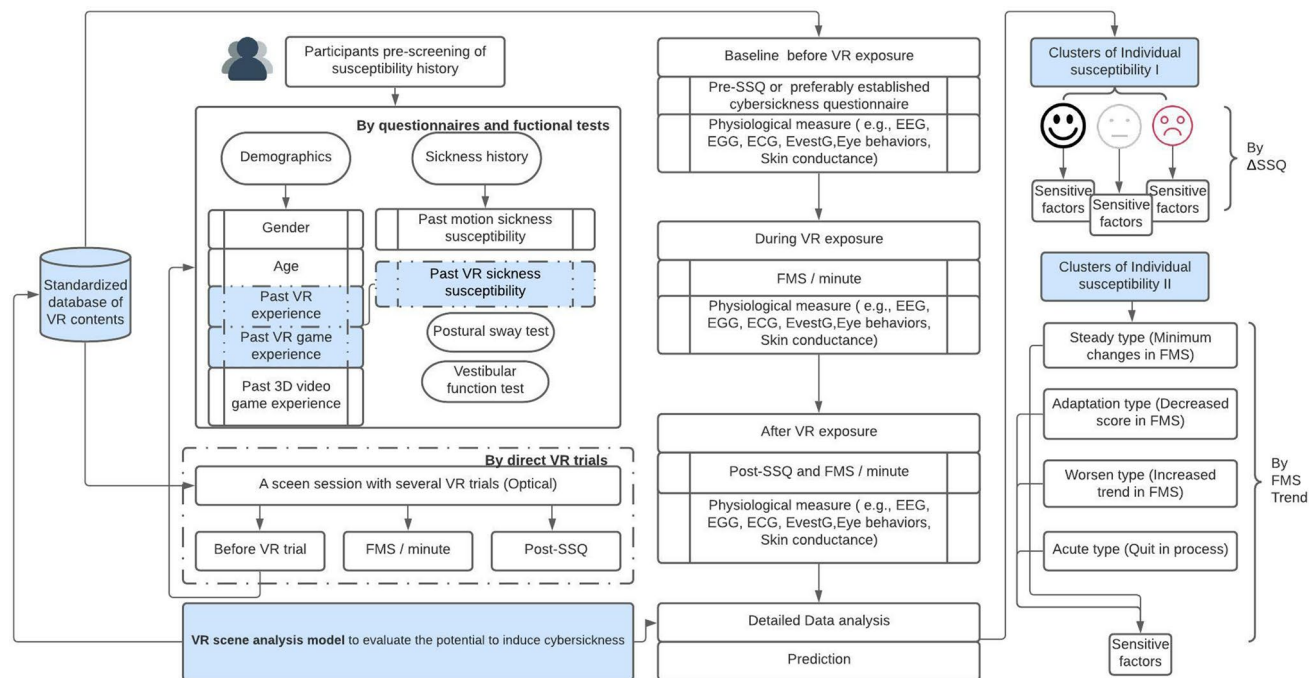 Participants pre-screening of
susceptibility history
By questionnaires and fuctional tests
Demographics
Sickness history
Gender
Age
Past VR
experience
Past VR game
experience
Past 3D video
game experience
Past motion sickness
susceptibility
Past VR sickness
susceptibility
Postural sway test
Vestibular
function test
Standardized
database of
VR contents
By direct VR trials
A sceen session with several VR trials (Optical)
Before VR trial
FMS / minute
Post-SSQ
VR scene analysis model to evaluate the potential to induce cybersickness
Baseline before VR exposure
Pre-SSQ or preferably established
cybersickness questionnaire
Physiological measure ( e.g., EEG,
EGG, ECG, EvestG,Eye behaviors,
Skin conductance)
During VR exposure
FMS / minute
Physiological measure ( e.g., EEG,
EGG, ECG, EvestG,Eye behaviors,
Skin conductance)
After VR exposure
Post-SSQ and FMS / minute
Physiological measure ( e.g., EEG,
EGG, ECG, EvestG,Eye behaviors,
Skin conductance)
Detailed Data analysis
Prediction
Clusters of Individual
susceptibility I
Sensitive
factors
Sensitive
factors
Sensitive
factors
By
ΔSSQ
Clusters of Individual
susceptibility II
Steady type (Minimum
changes in FMS)
Adaptation type (Decreased
score in FMS)
Worsen type (Increased
trend in FMS)
Acute type (Quit in process)
By
FMS
Trend
Sensitive
factors